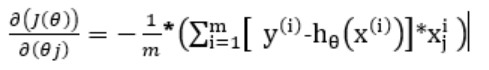 ∂(J(θ))/∂(θj) = − 1/m *(∑ᵢ₌₁ᵐ[ y⁽ⁱ⁾-hθ(x⁽ⁱ⁾)]*xⱼⁱ )